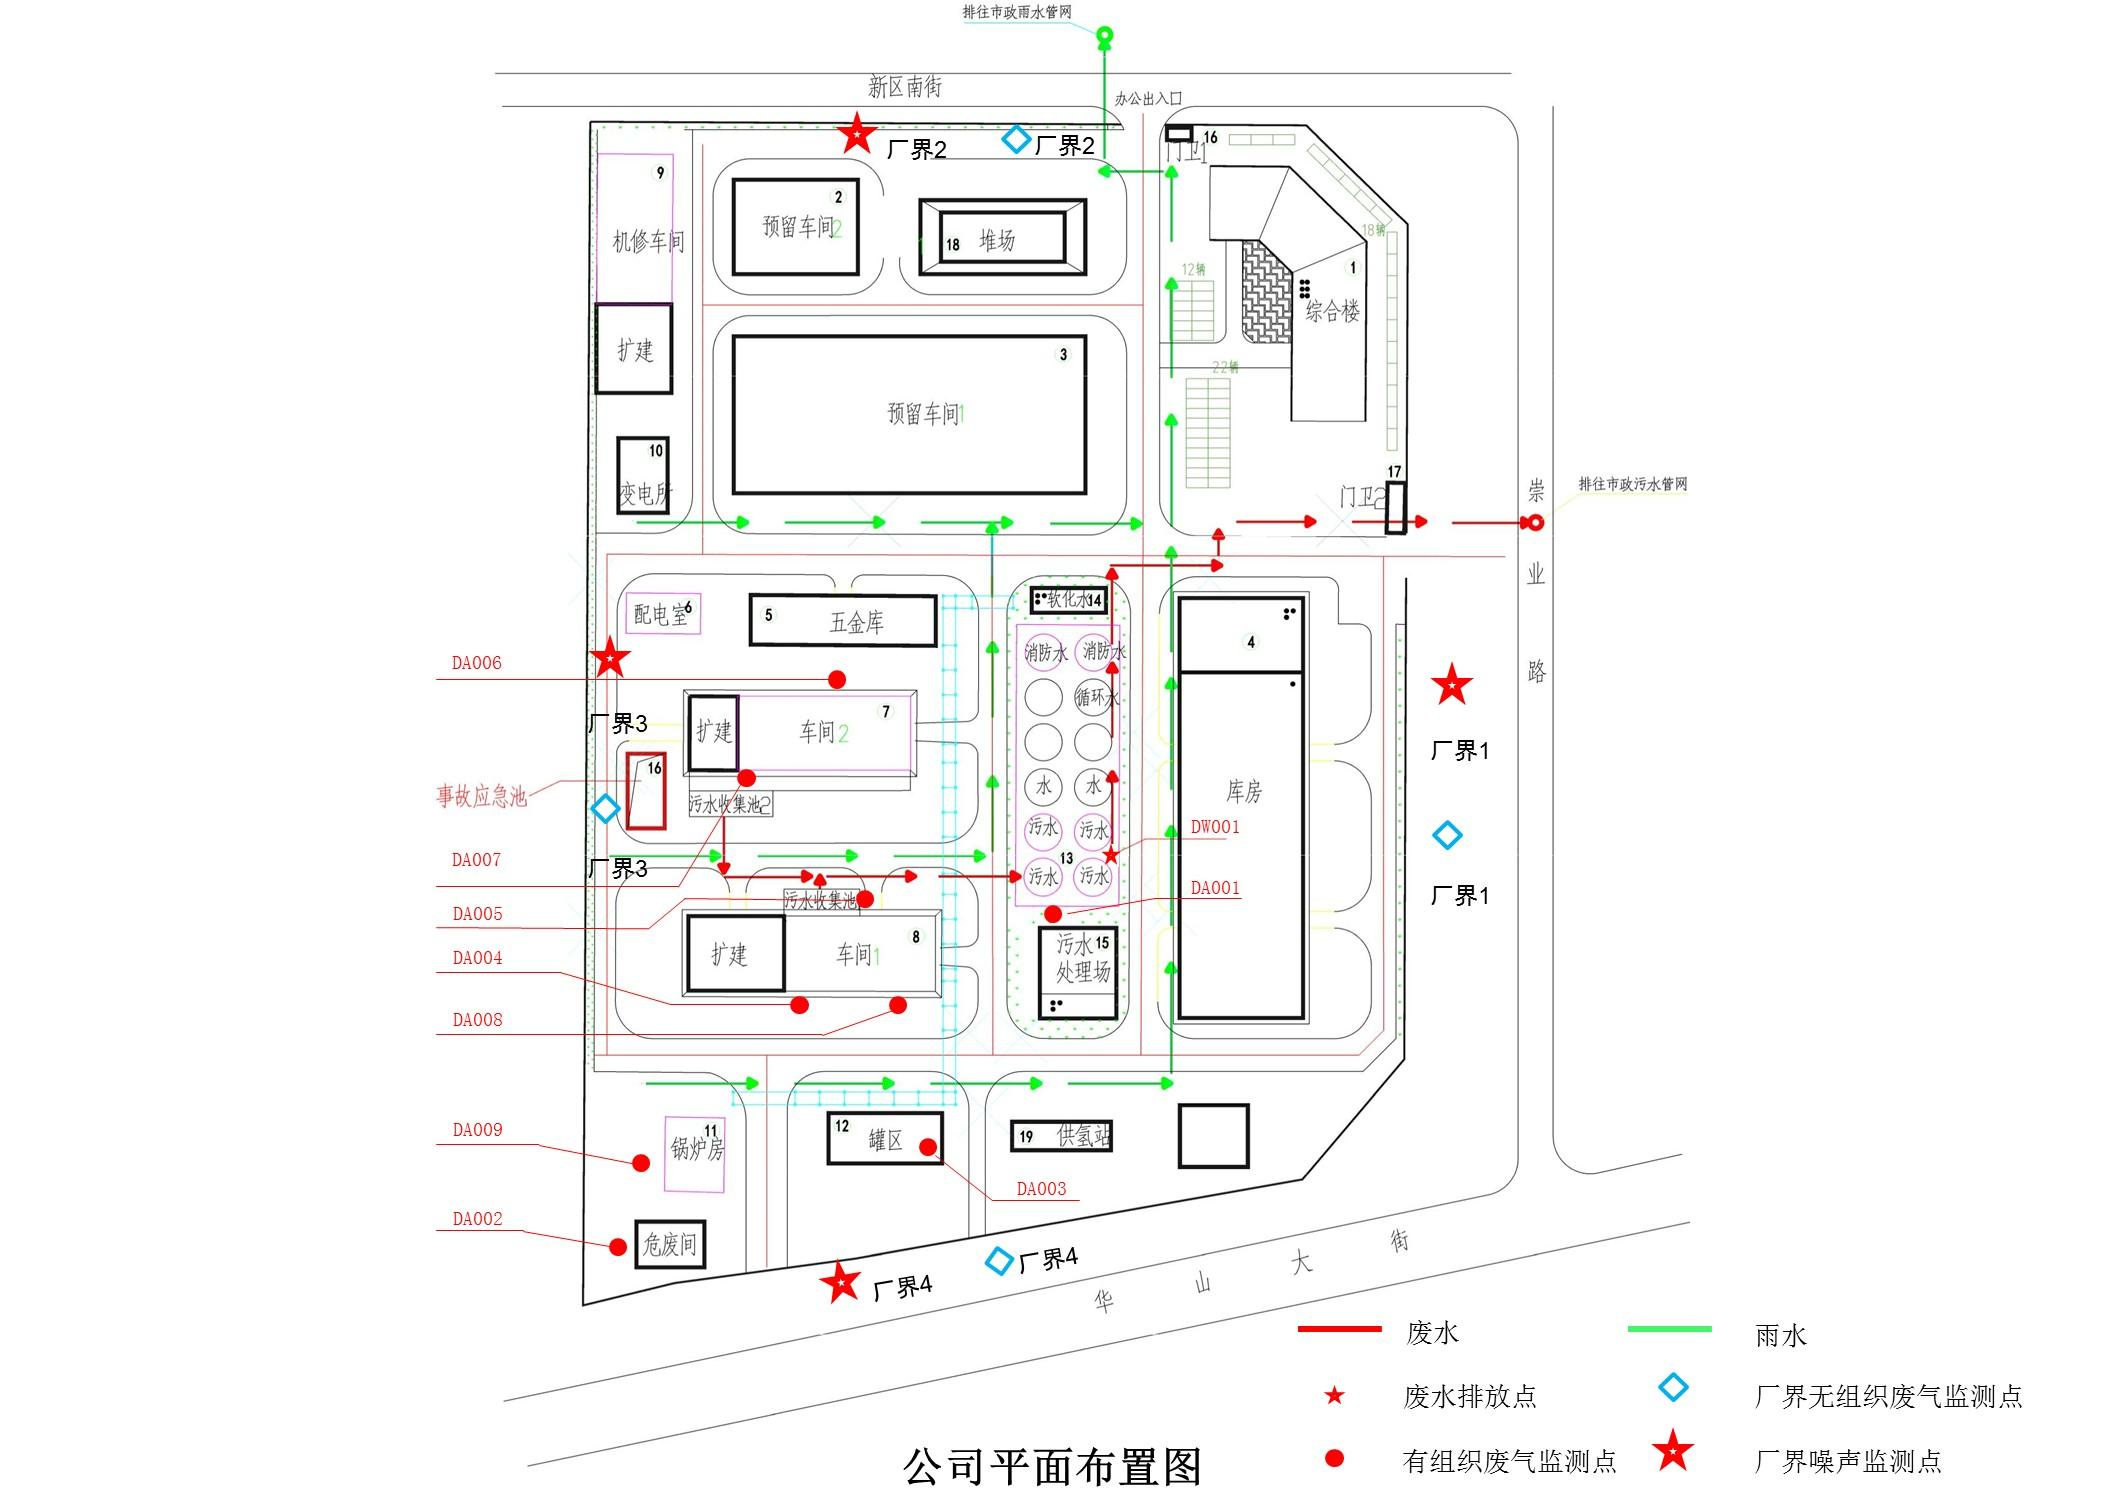 排往市政雨水管网
新区南街
办公出入口
厂界2
厂界2
16
门卫1
9
机修车间
2
预留车间2
18
堆场
18辆
12辆
1
综合楼
扩建
3
预留车间1
22辆
10
变电所
17
门卫2
排往市政污水管网
崇业路
配电室
6
5
五金库
软化水
14
消防水
消防水
循环水
4
DA006
厂界3
扩建
车间2
7
厂界1
16
事故应急池
污水收集池2
水
水
库房
污水
污水
DW001
13
DA007
厂界3
污水
污水
DA001
厂界1
DA005
污水收集池
扩建
车间1
8
污水
处理场
15
DA004
DA008
DA009
11
锅炉房
12
罐区
19
供氢站
DA003
DA002
危废间
厂界4
厂界4
华山大街
废水
雨水
废水排放点
厂界无组织废气监测点
有组织废气监测点
厂界噪声监测点
公司平面布置图